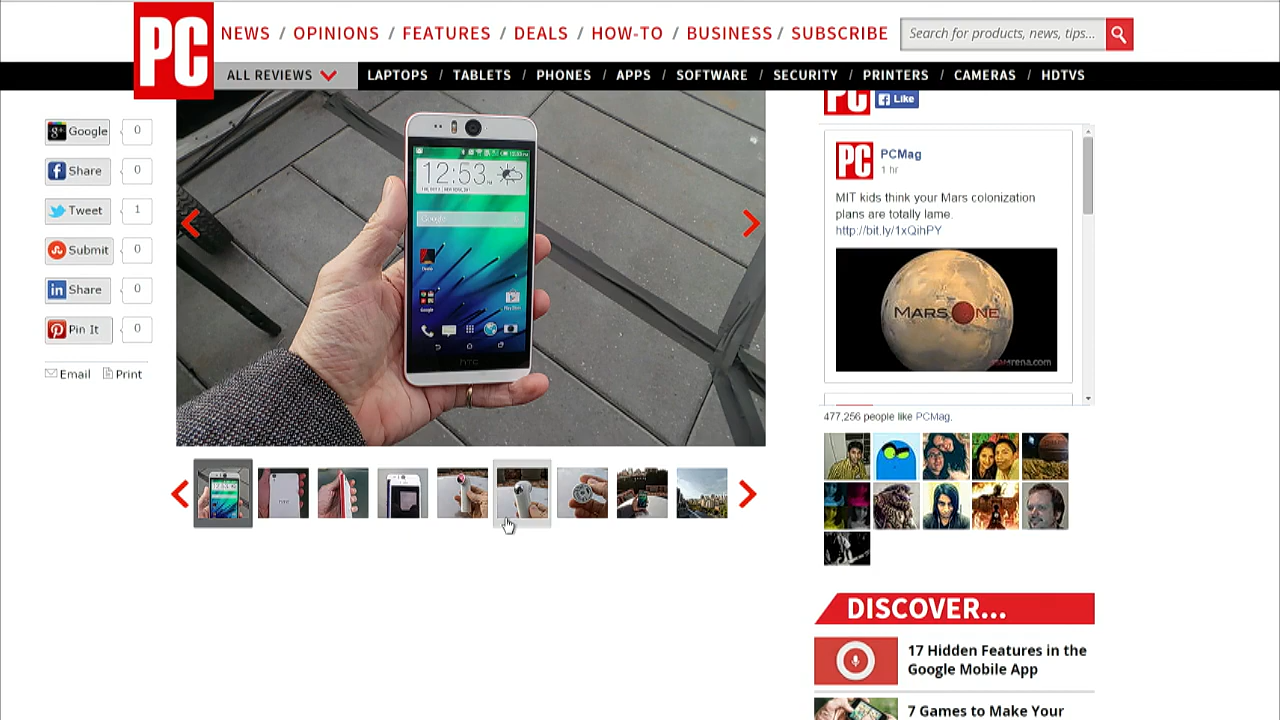 PC
NEWS / OPINIONS / FEATURES / DEALS / HOW-TO / BUSINESS / SUBSCRIBE
Search for products, news, tips...
ALL REVIEWS
LAPTOPS / TABLETS / PHONES / APPS / SOFTWARE / SECURITY / PRINTERS / CAMERAS / HDTVS
Google 0
Share 0
Tweet 1
Submit 0
Share 0
Pin It 0
Email Print
12:53
Google
hTC
PC
Like
PC
PCMag
1 hr
MIT kids think your Mars colonization
plans are totally lame.
http://bit.ly/1xQihPY
MARS ONE
477,256 people like PCMag.
DISCOVER...
17 Hidden Features in the
Google Mobile App
7 Games to Make Your